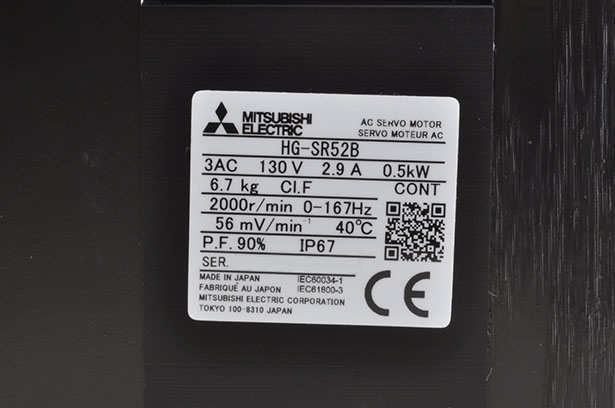 MITSUBISHI
ELECTRIC
AC SERVO MOTOR
SERVO MOTEUR AC
HG-SR52B
3AC 130 V 2.9 A 0.5kW
6.7 kg CI.F CONT
2000r/min 0-167Hz
56 mV/min⁻¹ 40℃
P.F. 90% IP67
SER.
MADE IN JAPAN IEC60034-1
FABRIQUÉ AU JAPON IEC61800-3
MITSUBISHI ELECTRIC CORPORATION
TOKYO 100-8310 JAPAN
CE